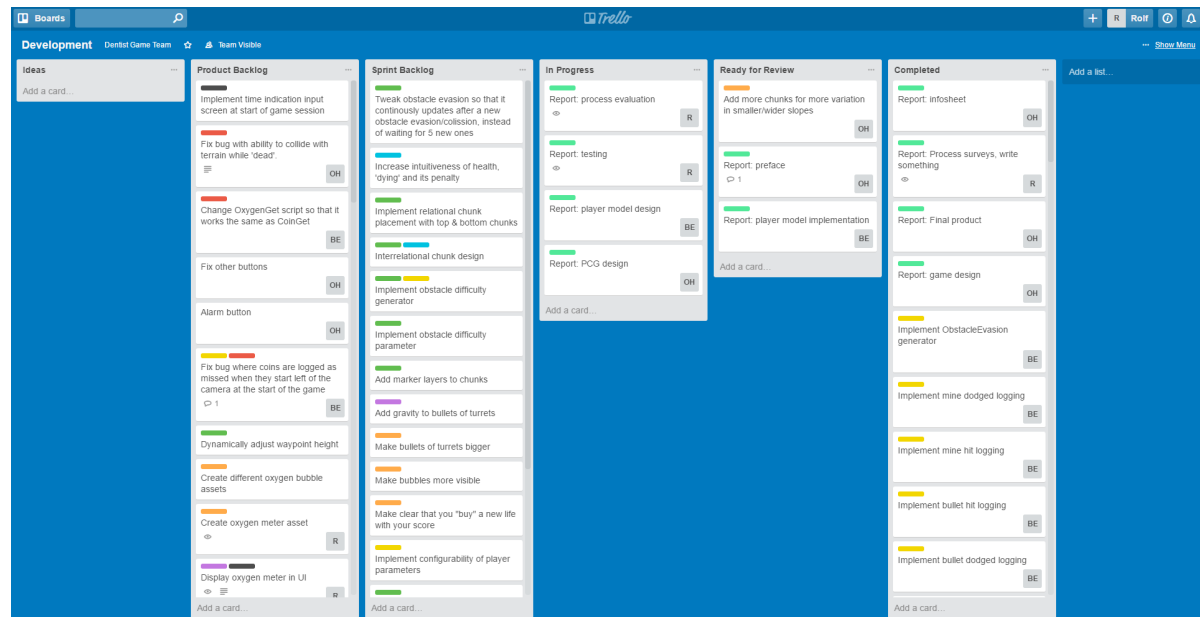 Boards
Trello
R Rolf
Development Dentist Game Team Team Visible
... Show Menu
Ideas ...
Add a card...
Product Backlog ...
Implement time indication input
screen at start of game session
Fix bug with ability to collide with
terrain while 'dead'.
OH
Change OxygenGet script so that it
works the same as CoinGet
BE
Fix other buttons
OH
Alarm button
OH
Fix bug where coins are logged as
missed when they start left of the
camera at the start of the game
1
BE
Dynamically adjust waypoint height
Create different oxygen bubble
assets
Create oxygen meter asset
R
Display oxygen meter in UI
R
Add a card...
Sprint Backlog ...
Tweak obstacle evasion so that it
continously updates after a new
obstacle evasion/colission, instead
of waiting for 5 new ones
Increase intuitiveness of health,
'dying' and its penalty
Implement relational chunk
placement with top & bottom chunks
Interrelational chunk design
Implement obstacle difficulty
generator
Implement obstacle difficulty
parameter
Add marker layers to chunks
Add gravity to bullets of turrets
Make bullets of turrets bigger
Make bubbles more visible
Make clear that you "buy" a new life
with your score
Implement configurability of player
parameters
Add a card...
In Progress ...
Report: process evaluation
R
Report: testing
R
Report: player model design
BE
Report: PCG design
OH
Add a card...
Ready for Review ...
Add more chunks for more variation
in smaller/wider slopes
OH
Report: preface
1
OH
Report: player model implementation
BE
Add a card...
Completed ...
Report: infosheet
OH
Report: Process surveys, write
something
R
Report: Final product
OH
Report: game design
OH
Implement ObstacleEvasion
generator
BE
Implement mine dodged logging
BE
Implement mine hit logging
BE
Implement bullet hit logging
BE
Implement bullet dodged logging
BE
Add a card...
Add a list...